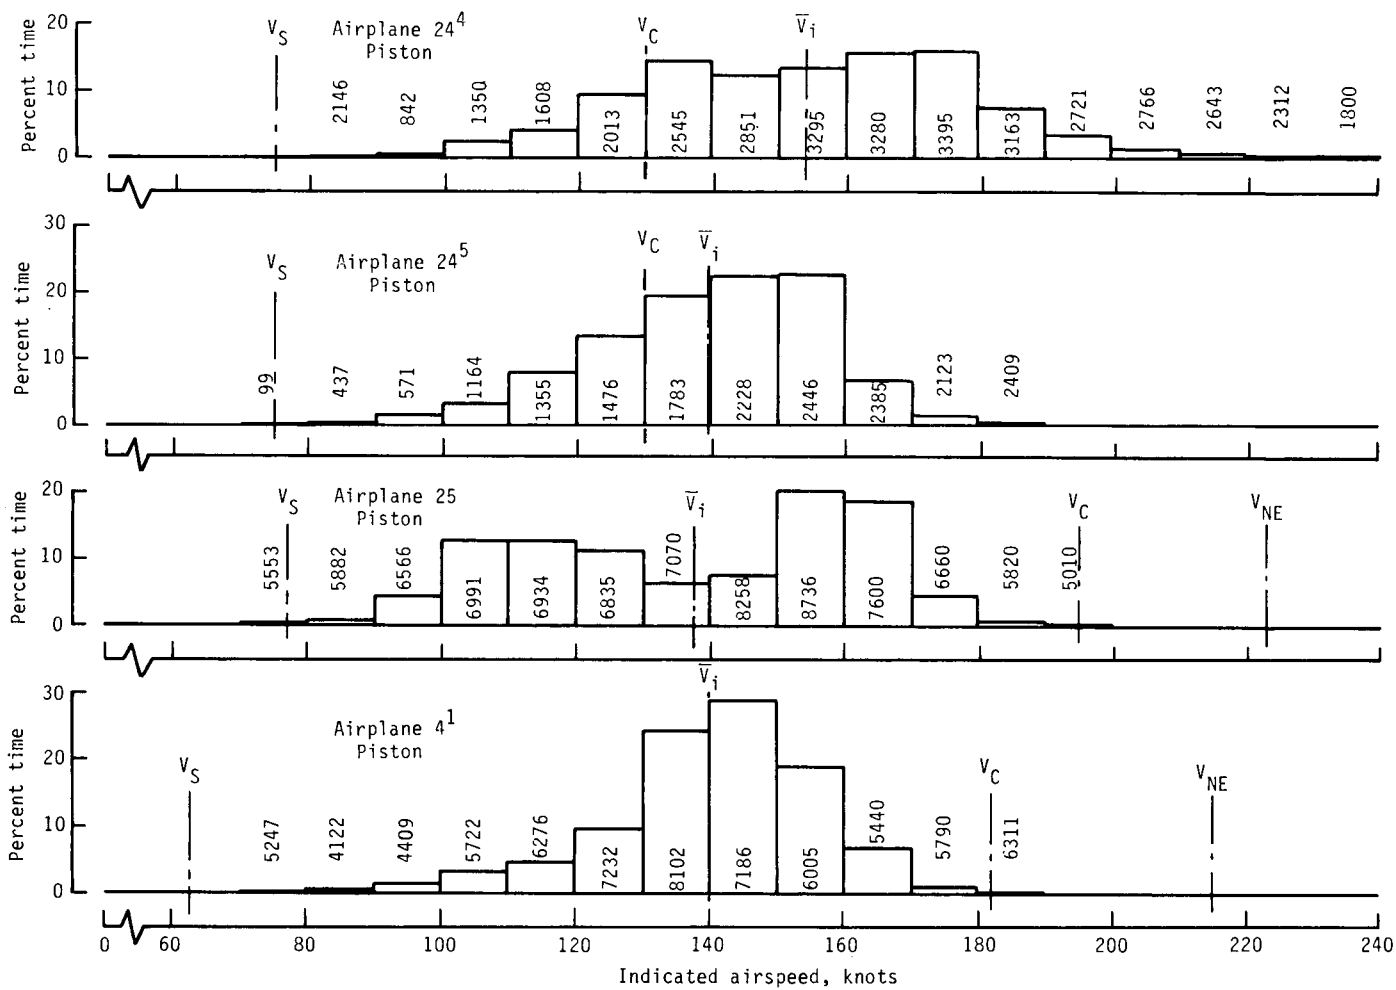 Percent time
20
10
0
V_S
Airplane 24^4
Piston
V_C
V̅_i
2146
842
1350
1608
2013
2545
2851
3295
3280
3395
3163
2721
2766
2643
2312
1800
Percent time
30
20
10
0
V_S
Airplane 24^5
Piston
V_C
V̅_i
99
437
571
1164
1355
1476
1783
2228
2446
2385
2123
2409
Percent time
20
10
0
V_S
Airplane 25
Piston
V̅_i
V_C
V_NE
5553
5882
6566
6991
6934
6835
7070
8258
8736
7600
6660
5820
5010
Percent time
30
20
10
0
V_S
Airplane 4^1
Piston
V̅_i
V_C
V_NE
5247
4122
4409
5722
6276
7232
8102
7186
6005
5440
5790
6311
0 60 80 100 120 140 160 180 200 220 240
Indicated airspeed, knots